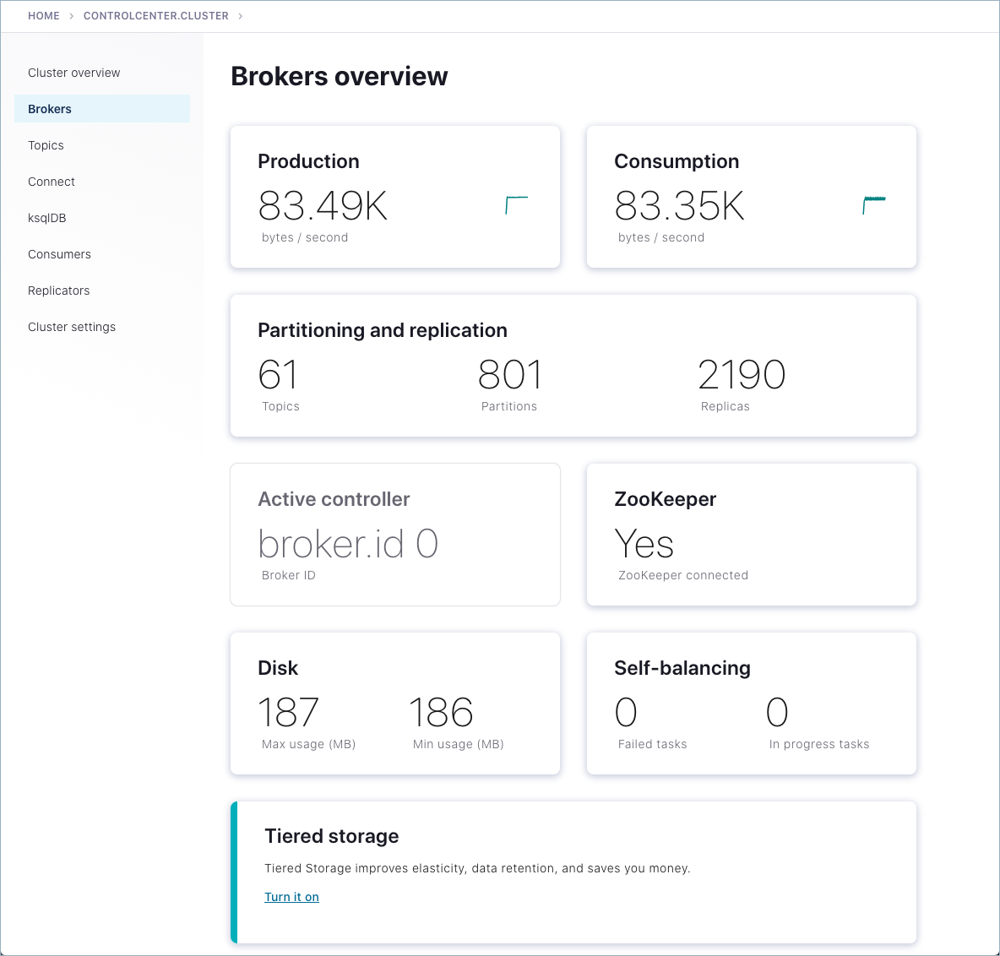 HOME > CONTROLCENTER.CLUSTER >
Cluster overview
Brokers
Topics
Connect
ksqlDB
Consumers
Replicators
Cluster settings
Brokers overview
Production
83.49K
bytes / second
Consumption
83.35K
bytes / second
Partitioning and replication
61
Topics
801
Partitions
2190
Replicas
Active controller
broker.id 0
Broker ID
ZooKeeper
Yes
ZooKeeper connected
Disk
187
Max usage (MB)
186
Min usage (MB)
Self-balancing
0
Failed tasks
0
In progress tasks
Tiered storage
Tiered Storage improves elasticity, data retention, and saves you money.
Turn it on